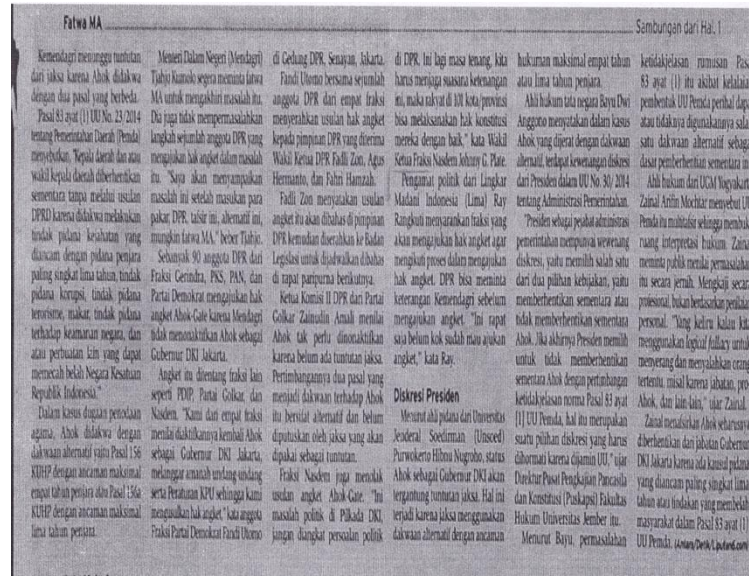 Fatwa MA
Sambungan dari Hal. 1
Kemendagri menunggu tuntutan
dari jaksa karena Ahok didakwa
dengan dua pasal yang berbeda.
Pasal 83 ayat (1) UU No. 23/2014
tentang Pemerintahan Daerah (Pemda)
menyebutkan, "Kepala daerah dan atau
wakil kepala daerah diberhentikan
sementara tanpa melalui usulan
DPRD karena didakwa melakukan
tindak pidana kejahatan yang
diancam dengan pidana penjara
paling singkat lima tahun, tindak
pidana korupsi, tindak pidana
terorisme, makar, tindak pidana
terhadap keamanan negara, dan
atau perbuatan lain yang dapat
memecah belah Negara Kesatuan
Republik Indonesia."
Dalam kasus dugaan penodaan
agama, Ahok didakwa dengan
dakwaan alternatif yaitu Pasal 156
KUHP dengan ancaman maksimal
empat tahun penjara atau Pasal 156a
KUHP dengan ancaman maksimal
lima tahun penjara.
Menteri Dalam Negeri (Mendagri)
Tjahjo Kumolo segera meminta fatwa
MA untuk mengakhiri masalah itu.
Dia juga tidak mempermasalahkan
langkah sejumlah anggota DPR yang
mengajukan hak angket dalam masalah
itu. "Saya akan menyampaikan
masalah ini setelah masukan para
pakar DPR, tafsir ini, alternatif ini,
mungkin fatwa MA," beber Tjahjo.
Sebanyak 90 anggota DPR dari
Fraksi Gerindra, PKS, PAN, dan
Partai Demokrat mengajukan hak
angket Ahok-Gate karena Mendagri
tidak menonaktifkan Ahok sebagai
Gubernur DKI Jakarta.
Angket itu ditentang fraksi lain
seperti PDIP, Partai Golkar, dan
Nasdem. "Kami dari empat fraksi
menilai diaktifkannya kembali Ahok
sebagai Gubernur DKI Jakarta,
melanggar amanah undang-undang
serta Peraturan KPU sehingga kami
mengusulkan hak angket," kata anggota
Fraksi Partai Demokrat Fandi Utomo
di Gedung DPR, Senayan, Jakarta.
Fandi Utomo bersama sejumlah
anggota DPR dari empat fraksi
menyerahkan usulan hak angket
kepada pimpinan DPR yang diterima
Wakil Ketua DPR Fadli Zon, Agus
Hermanto, dan Fahri Hamzah.
Fadli Zon menyatakan usulan
angket itu akan dibahas di pimpinan
DPR kemudian diserahkan ke Badan
Legislasi untuk dijadwalkan dibahas
di rapat paripurna berikutnya.
Ketua Komisi II DPR dari Partai
Golkar Zainudin Amali menilai
Ahok tak perlu dinonaktifkan
karena belum ada tuntutan jaksa.
Pertimbangannya dua pasal yang
menjadi dakwaan terhadap Ahok
itu bersifat alternatif dan belum
diputuskan oleh jaksa yang akan
dipakai sebagai tuntutan.
Fraksi Nasdem juga menolak
usulan angket Ahok-Gate. "Ini
masalah politik di Pilkada DKI,
jangan diangkat persoalan politik
di DPR. Ini lagi masa tenang, kita
harus menjaga suasana ketenangan
ini, maka rakyat di 101 kota/provinsi
bisa melaksanakan hak konstitusi
mereka dengan baik," kata Wakil
Ketua Fraksi Nasdem Johnny G. Plate.
Pengamat politik dari Lingkar
Madani Indonesia (Lima) Ray
Rangkuti menyarankan fraksi yang
akan mengajukan hak angket agar
mengikuti proses dalam mengajukan
hak angket. DPR bisa meminta
keterangan Kemendagri sebelum
mengajukan angket. "Ini rapat
saja belum kok sudah mau ajukan
angket," kata Ray.
Diskresi Presiden
Menurut ahli pidana dari Universitas
Jenderal Soedirman (Unsoed)
Purwokerto Hibnu Nugroho, status
Ahok sebagai Gubernur DKI akan
tergantung tuntutan jaksa. Hal ini
terjadi karena jaksa menggunakan
dakwaan alternatif dengan ancaman
hukuman maksimal empat tahun
atau lima tahun penjara.
Ahli hukum tata negara Bayu Dwi
Anggono menyatakan dalam kasus
Ahok yang dijerat dengan dakwaan
alternatif, terdapat kewenangan diskresi
dari Presiden dalam UU No. 30/ 2014
tentang Administrasi Pemerintahan.
"Presiden sebagai pejabat administrasi
pemerintahan mempunyai wewenang
diskresi, yaitu memilih salah satu
dari dua pilihan kebijakan, yaitu
memberhentikan sementara atau
tidak memberhentikan sementara
Ahok. Jika akhirnya Presiden memilih
untuk tidak memberhentikan
sementara Ahok dengan pertimbangan
ketidakjelasan norma Pasal 83 ayat
[1] UU Pemda, hal itu merupakan
suatu pilihan diskresi yang harus
dihormati karena dijamin UU," ujar
Direktur Pusat Pengkajian Pancasila
dan Konstitusi (Puskapsi) Fakultas
Hukum Universitas Jember itu.
Menurut Bayu, permasalahan
ketidakjelasan rumusan Pasa
83 ayat (1) itu akibat kelalaia
pembentuk UU Pemda perihal dap
atau tidaknya digunakannya sala
satu dakwaan alternatif sebaga
dasar pemberhentian sementara
Ahli hukum dari UGM Yogyakar
Zainal Arifin Mochtar menyebut U
Pemda itu multitafsir sehingga membuk
ruang interpretasi hukum. Zaina
meminta publik menilai permasalaha
itu secara jernih. Mengkaji secar
profesional, bukan berdasarkan penilaia
personal. "Yang keliru kalau kit
menggunakan logical fallacy untuk
menyerang dan menyalahkan orang
tertentu, misal karena jabatan, pro
Ahok, dan lain-lain," ujar Zainal.
Zainal menafsirkan Ahok seharusnya
diberhentikan dari jabatan Gubernur
DKI Jakarta karena ada kausul pidana
yang diancam paling singkat lima
tahun atau tindakan yang membelah
masyarakat dalam Pasal 83 ayat (1)
UU Pemda. (Antara/Detik/Liputan6.com)